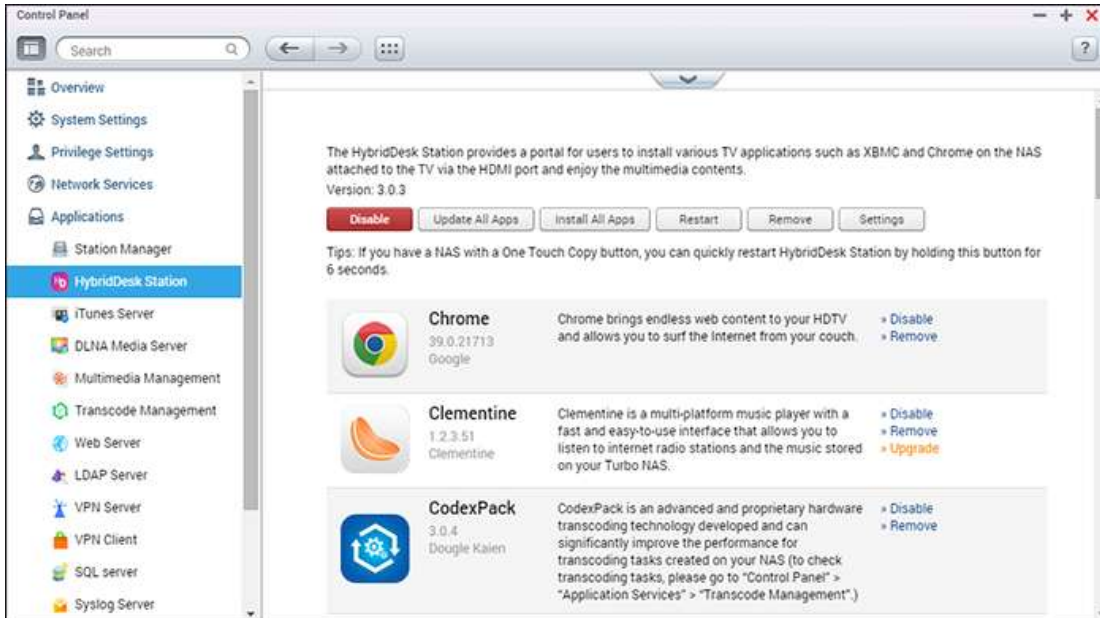 Control Panel
Search
?
Overview
System Settings
Privilege Settings
Network Services
Applications
Station Manager
HybridDesk Station
iTunes Server
DLNA Media Server
Multimedia Management
Transcode Management
Web Server
LDAP Server
VPN Server
VPN Client
SQL server
Syslog Server
The HybridDesk Station provides a portal for users to install various TV applications such as XBMC and Chrome on the NAS
attached to the TV via the HDMI port and enjoy the multimedia contents.
Version: 3.0.3
Disable Update All Apps Install All Apps Restart Remove Settings
Tips: If you have a NAS with a One Touch Copy button, you can quickly restart HybridDesk Station by holding this button for
6 seconds.
Chrome
39.0.21713
Google
Chrome brings endless web content to your HDTV
and allows you to surf the Internet from your couch.
» Disable
» Remove
Clementine
1.2.3.51
Clementine
Clementine is a multi-platform music player with a
fast and easy-to-use interface that allows you to
listen to internet radio stations and the music stored
on your Turbo NAS.
» Disable
» Remove
» Upgrade
CodexPack
3.0.4
Dougle Kaien
CodexPack is an advanced and proprietary hardware
transcoding technology developed and can
significantly improve the performance for
transcoding tasks created on your NAS (to check
transcoding tasks, please go to "Control Panel" >
"Application Services" > "Transcode Management".)
» Disable
» Remove